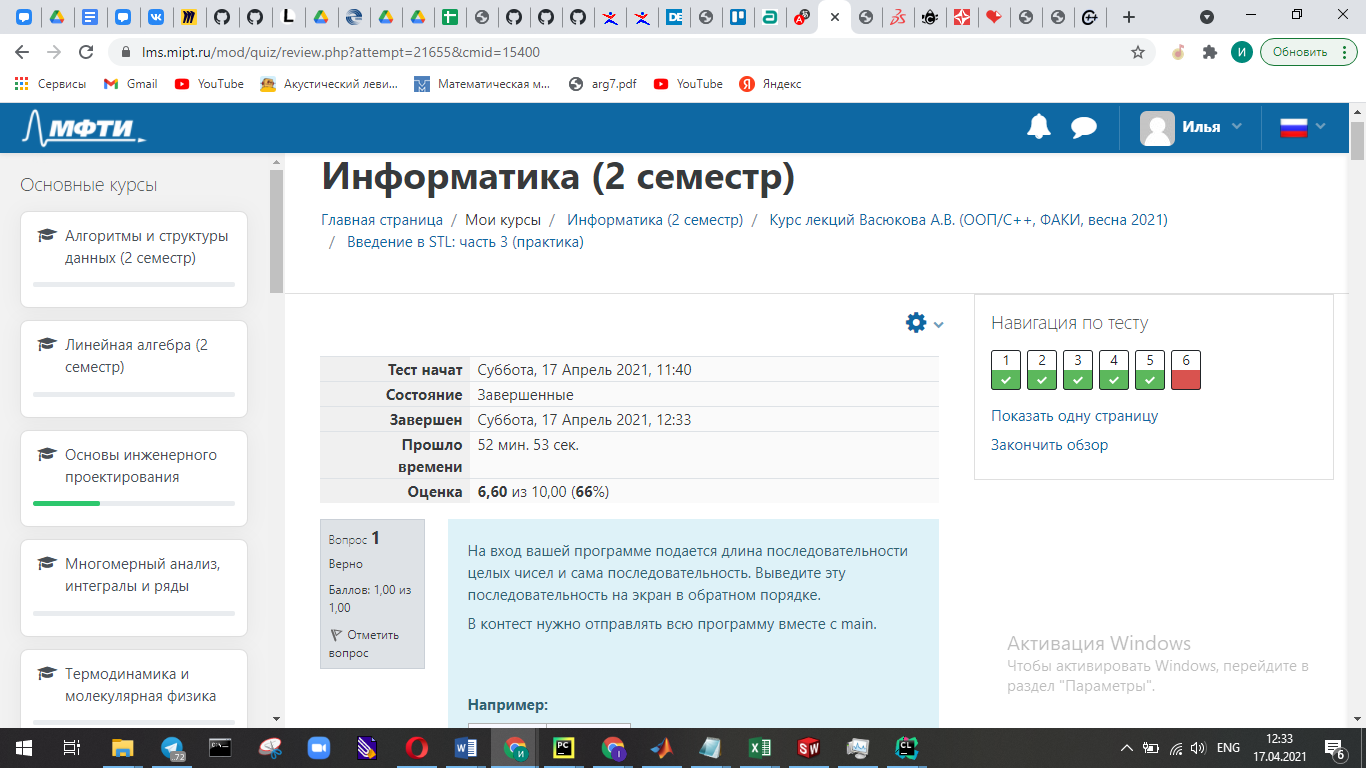 lms.mipt.ru/mod/quiz/review.php?attempt=21655&cmid=15400
И
Обновить
Сервисы
Gmail
YouTube
Акустический леви...
Математическая м...
arg7.pdf
YouTube
Яндекс
МФТИ
Илья
Основные курсы
Алгоритмы и структуры
данных (2 семестр)
Линейная алгебра (2
семестр)
Основы инженерного
проектирования
Многомерный анализ,
интегралы и ряды
Термодинамика и
молекулярная физика
Информатика (2 семестр)
Главная страница / Мои курсы / Информатика (2 семестр) / Курс лекций Васюкова А.В. (ООП/C++, ФАКИ, весна 2021)
/ Введение в STL: часть 3 (практика)
Тест начат Суббота, 17 Апрель 2021, 11:40
Состояние Завершенные
Завершен Суббота, 17 Апрель 2021, 12:33
Прошло 52 мин. 53 сек.
времени
Оценка 6,60 из 10,00 (66%)
Вопрос 1
Верно
Баллов: 1,00 из
1,00
Отметить
вопрос
На вход вашей программе подается длина последовательности
целых чисел и сама последовательность. Выведите эту
последовательность на экран в обратном порядке.
В контест нужно отправлять всю программу вместе с main.
Например:
Навигация по тесту
1 2 3 4 5 6
Показать одну страницу
Закончить обзор
Активация Windows
Чтобы активировать Windows, перейдите в
раздел "Параметры".
ENG
12:33
17.04.2021
6